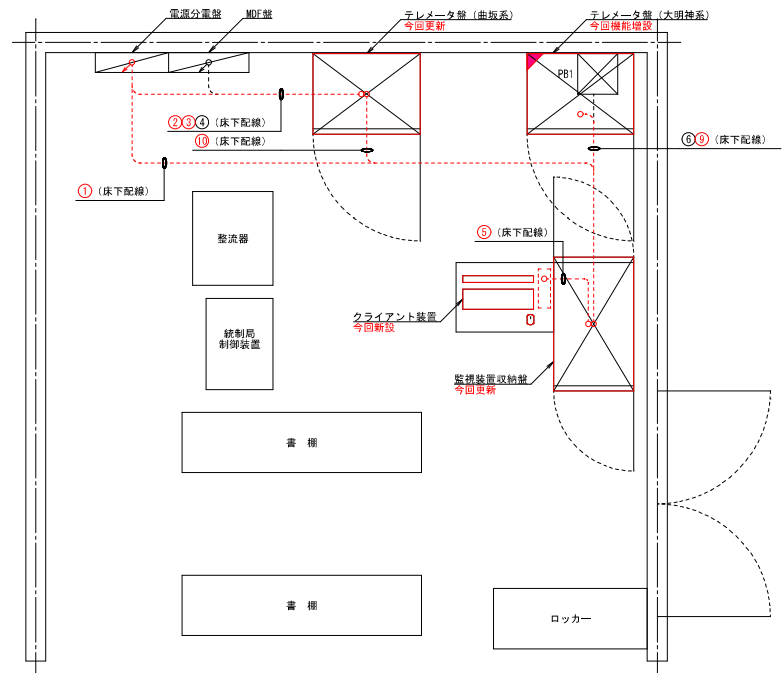 電源分電盤
MDF盤
テレメータ盤（曲坂系）
今回更新
テレメータ盤（大明神系）
今回機能増設
PB1
②③④（床下配線）
⑩（床下配線）
⑥⑨（床下配線）
①（床下配線）
整流器
⑤（床下配線）
統制局
制御装置
クライアント装置
今回新設
監視装置収納盤
今回更新
書 棚
書 棚
ロッカー